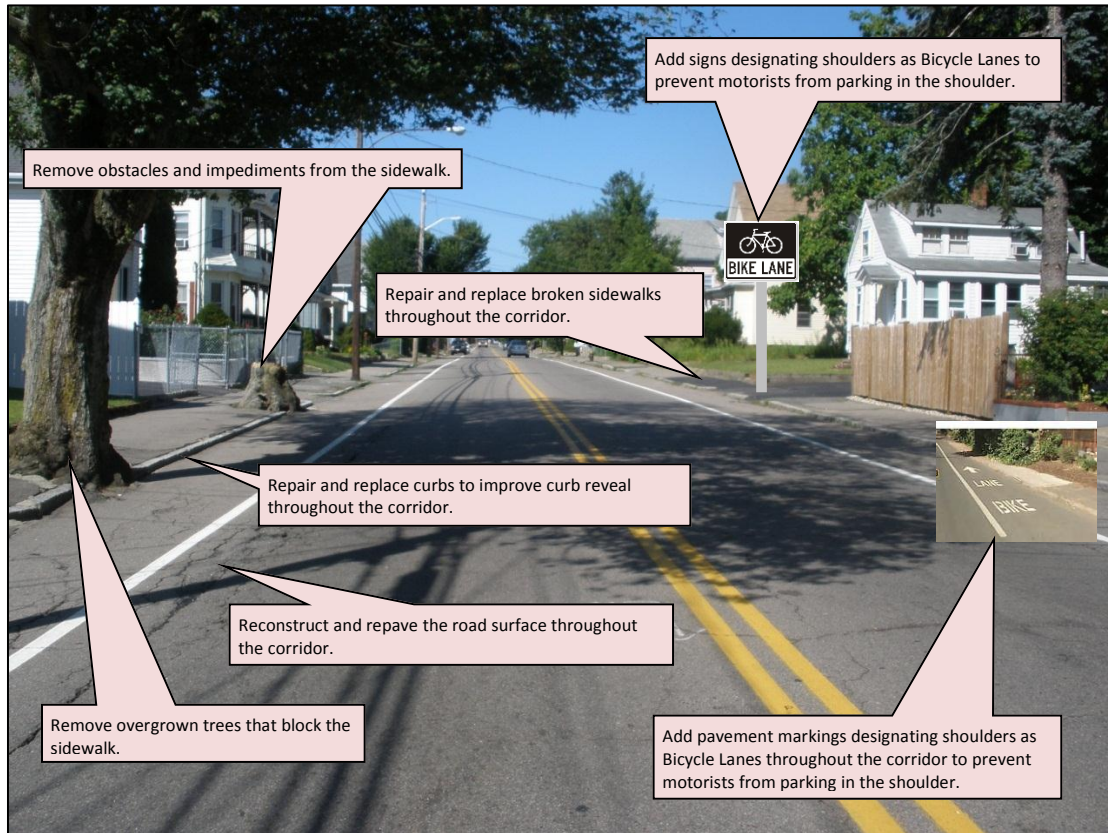 Add signs designating shoulders as Bicycle Lanes to
prevent motorists from parking in the shoulder.
Remove obstacles and impediments from the sidewalk.
BIKE LANE
Repair and replace broken sidewalks
throughout the corridor.
Repair and replace curbs to improve curb reveal
throughout the corridor.
LANE
BIKE
Reconstruct and repave the road surface throughout
the corridor.
Remove overgrown trees that block the
sidewalk.
Add pavement markings designating shoulders as
Bicycle Lanes throughout the corridor to prevent
motorists from parking in the shoulder.